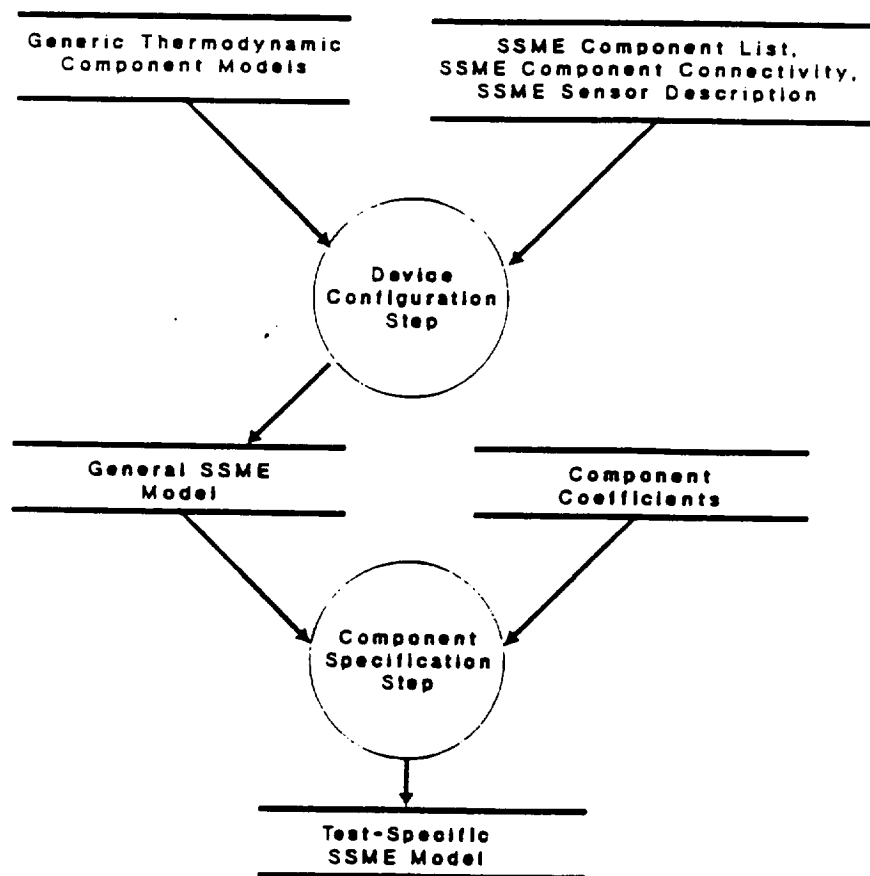 Generic Thermodynamic
Component Models
SSME Component List,
SSME Component Connectivity,
SSME Sensor Description
Device
Configuration
Step
General SSME
Model
Component
Coefficients
Component
Specification
Step
Test-Specific
SSME Model